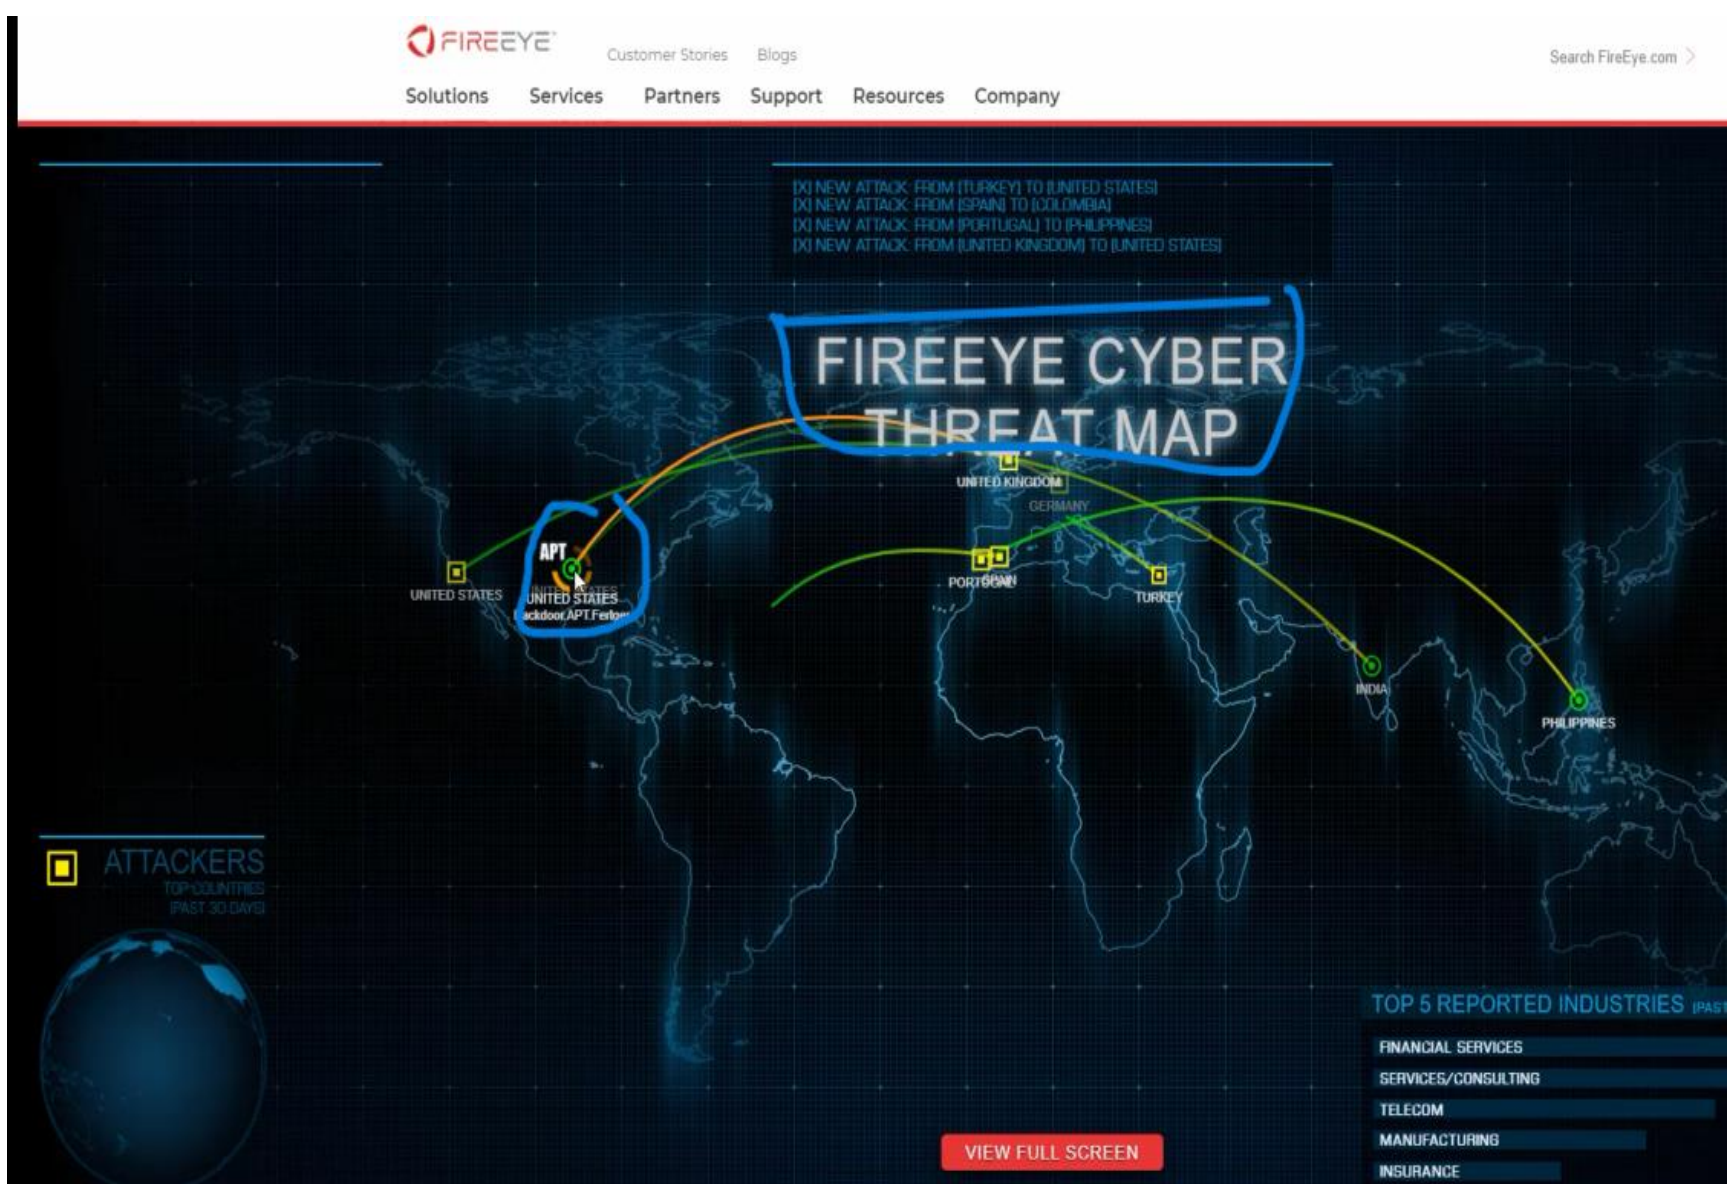 FIREEYE
Customer Stories Blogs
Search FireEye.com
Solutions Services Partners Support Resources Company
[X] NEW ATTACK: FROM [TURKEY] TO [UNITED STATES]
[X] NEW ATTACK: FROM [SPAIN] TO [COLOMBIA]
[X] NEW ATTACK: FROM [PORTUGAL] TO [PHILIPPINES]
[X] NEW ATTACK: FROM [UNITED KINGDOM] TO [UNITED STATES]
FIREEYE CYBER
THREAT MAP
UNITED KINGDOM
GERMANY
APT
UNITED STATES
UNITED STATES
UNITED STATES
PORTUGAL
SPAIN
TURKEY
INDIA
PHILIPPINES
ATTACKERS
TOP COUNTRIES
[PAST 30 DAYS]
TOP 5 REPORTED INDUSTRIES [PAST
FINANCIAL SERVICES
SERVICES/CONSULTING
TELECOM
MANUFACTURING
INSURANCE
VIEW FULL SCREEN